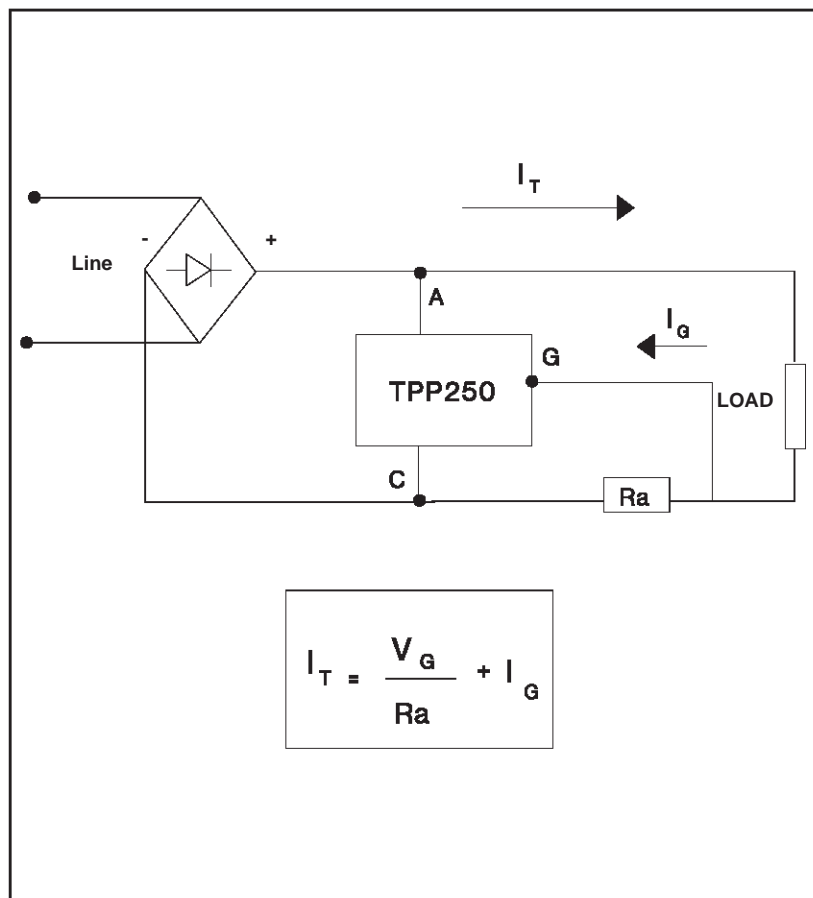 I_T
-
+
Line
A
I_G
G
TPP250
LOAD
C
Ra
I_T = V_G / Ra + I_G